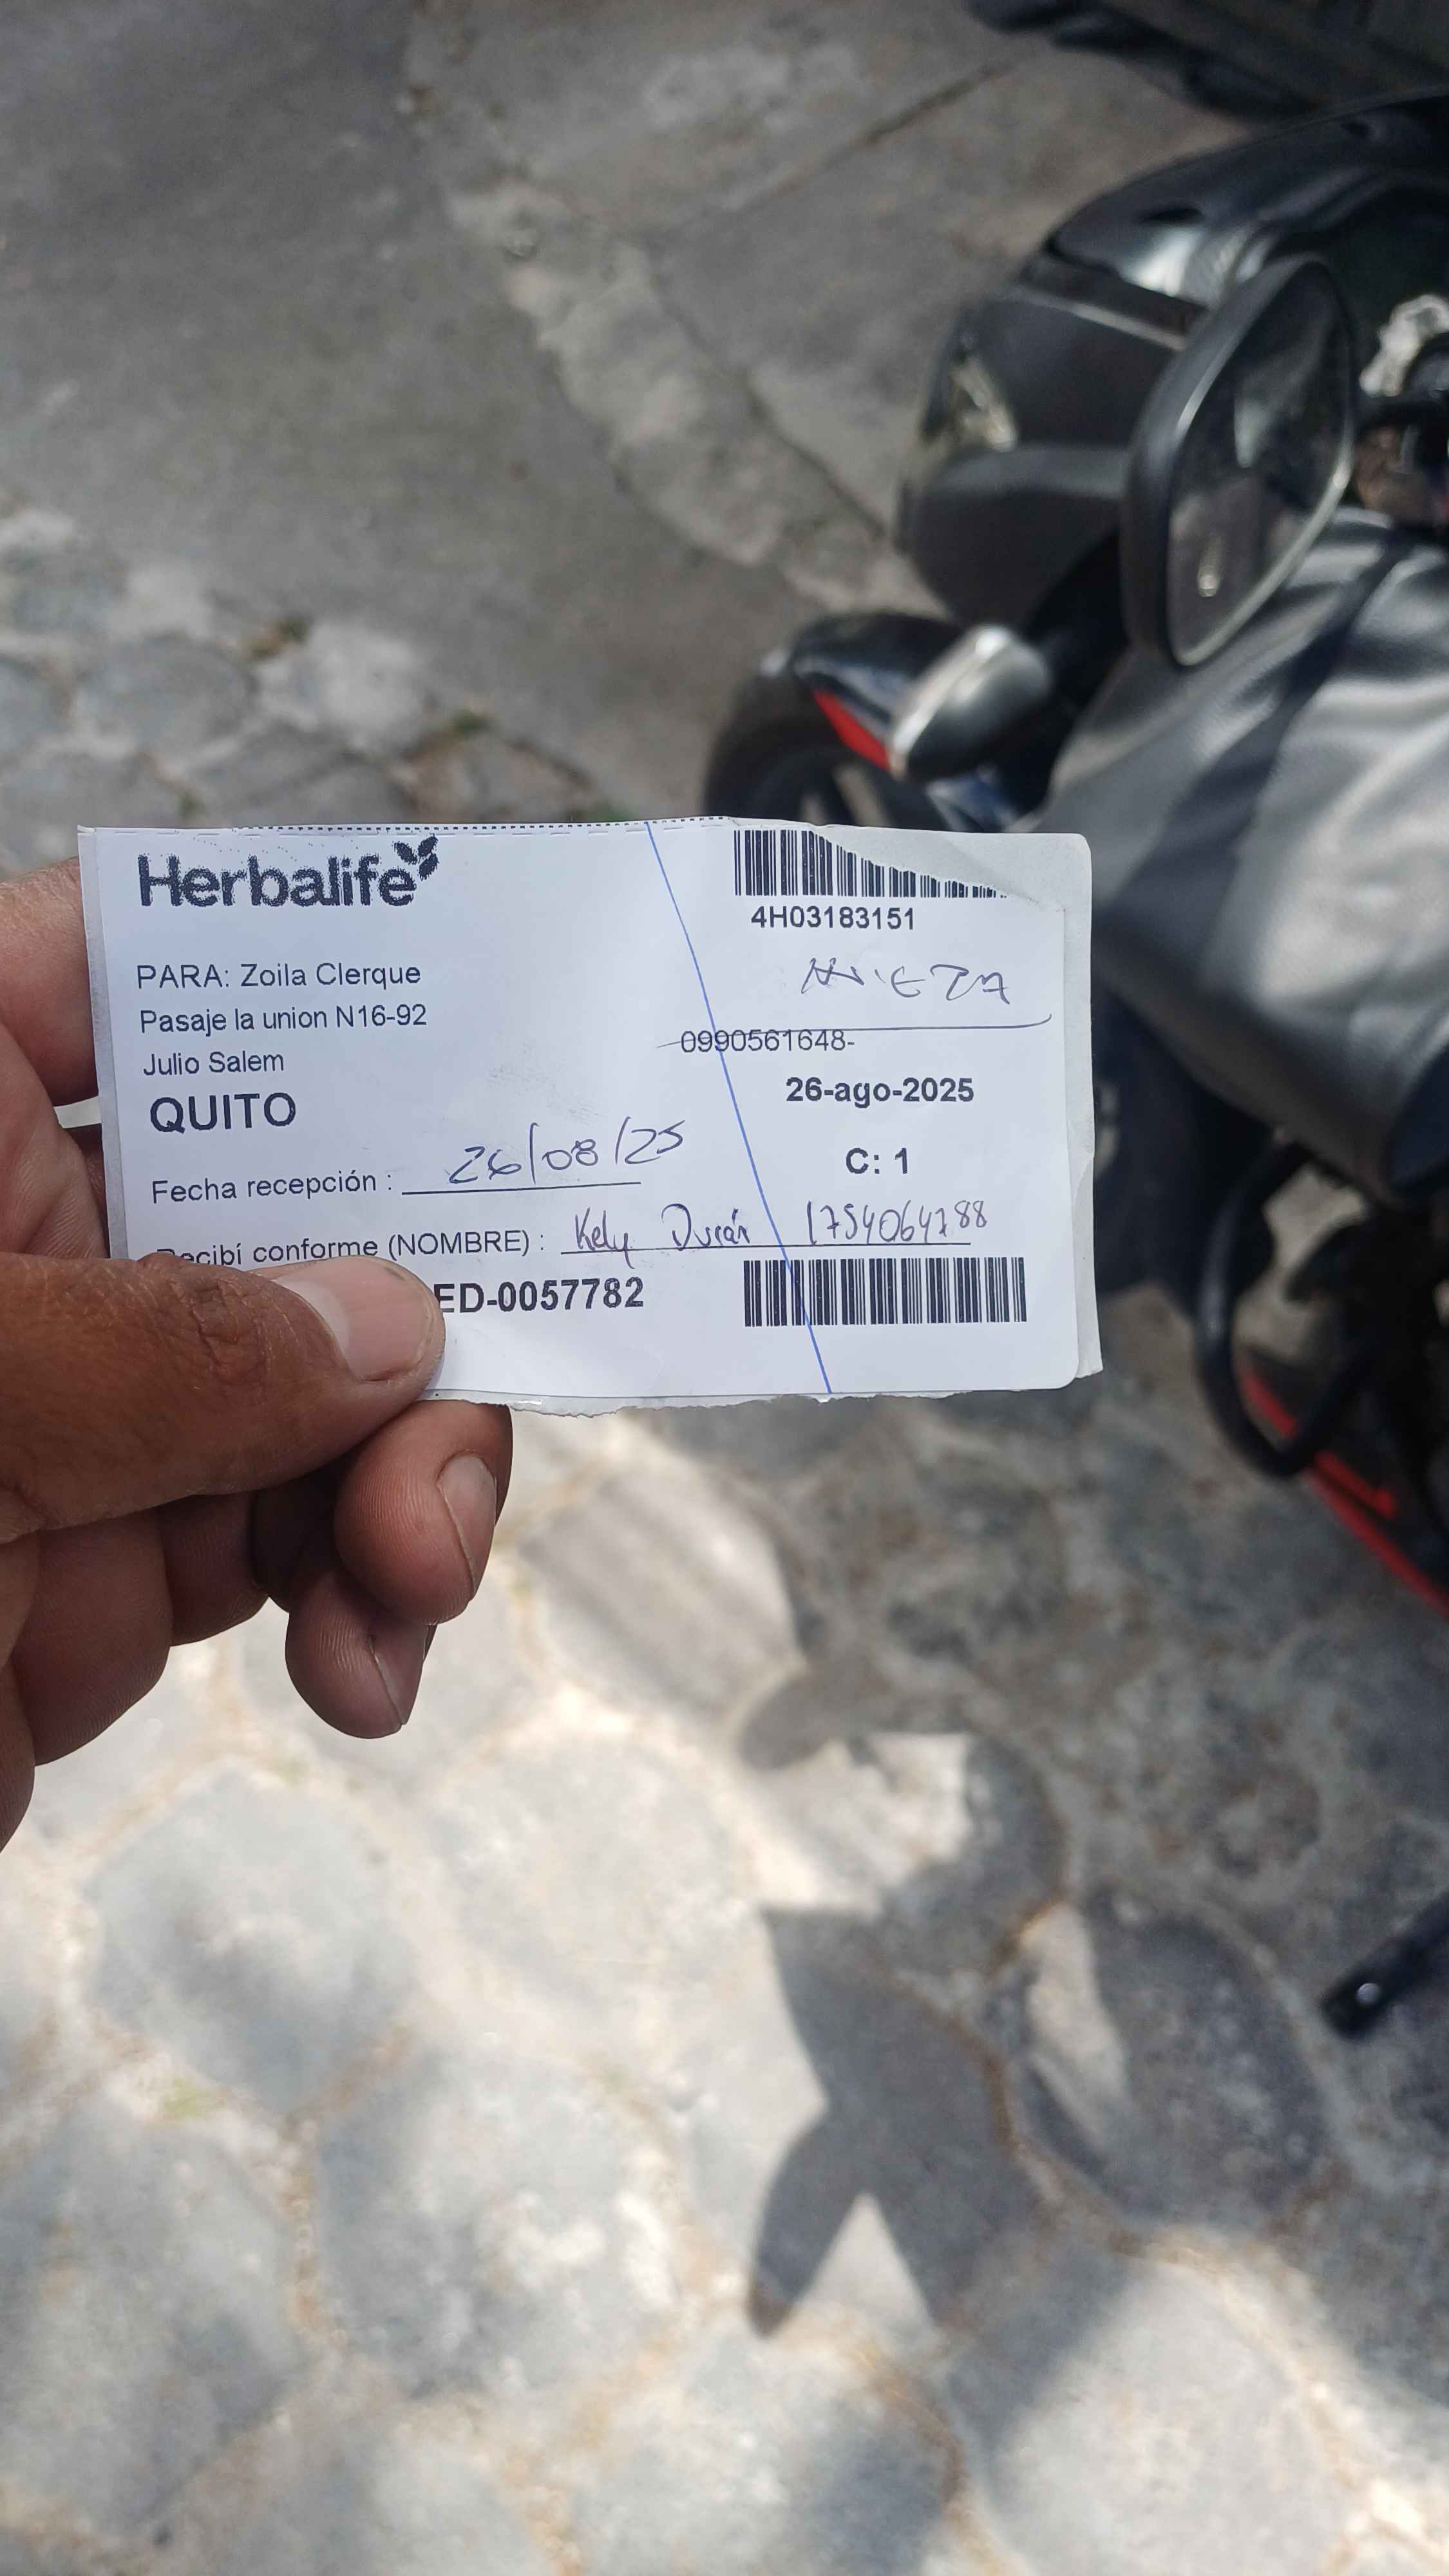 Herbalife
4H03183151
PARA: Zoila Clerque
Pasaje la union N16-92
Julio Salem
QUITO
0990561648-
26-ago-2025
C: 1
Fecha recepción : 26/08/25
ecibí conforme (NOMBRE) : Kely Durán 1754064788
ED-0057782